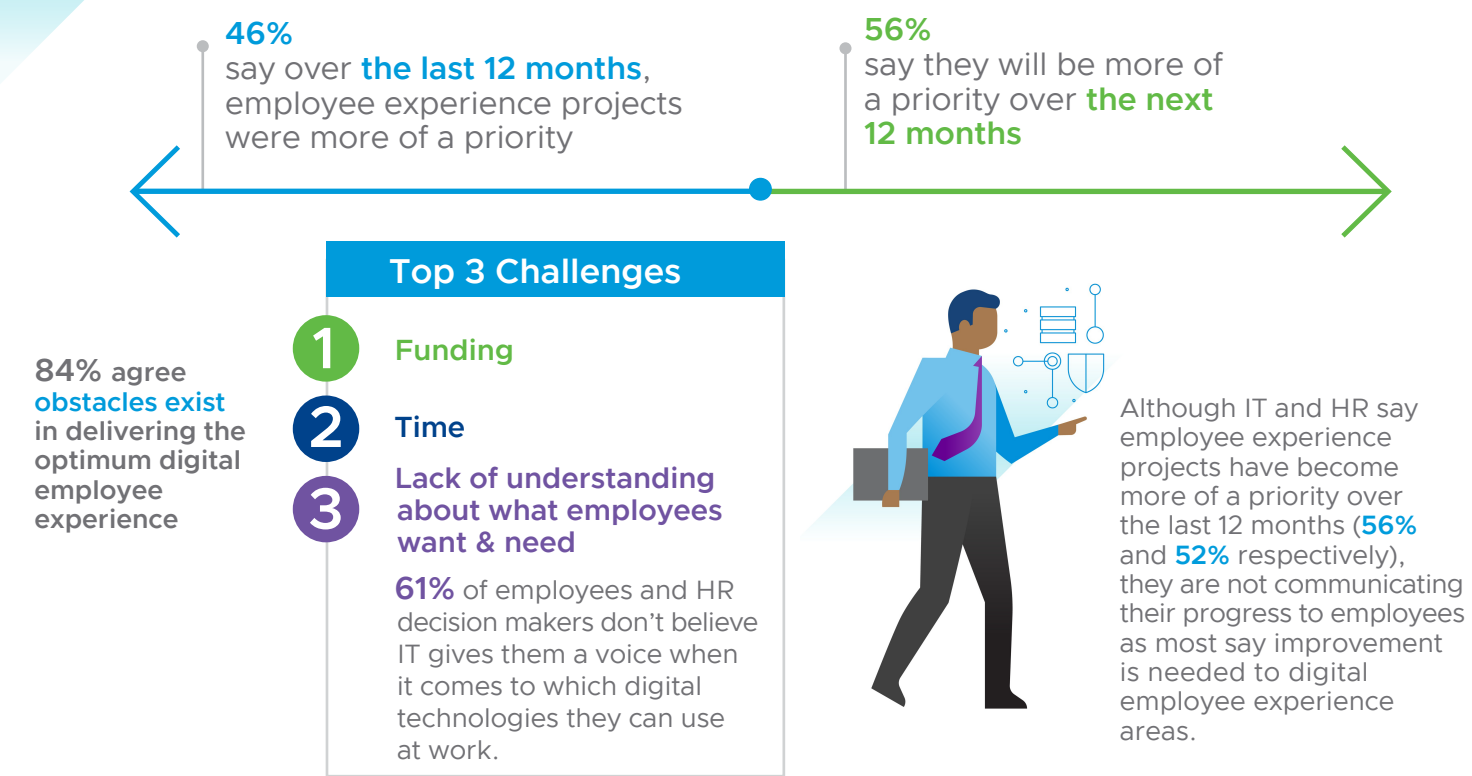 46%
say over the last 12 months,
employee experience projects
were more of a priority
56%
say they will be more of
a priority over the next
12 months
84% agree
obstacles exist
in delivering the
optimum digital
employee
experience
Top 3 Challenges
1
Funding
2
Time
3
Lack of understanding
about what employees
want & need
61% of employees and HR
decision makers don’t believe
IT gives them a voice when
it comes to which digital
technologies they can use
at work.
Although IT and HR say
employee experience
projects have become
more of a priority over
the last 12 months (56%
and 52% respectively),
they are not communicating
their progress to employees
as most say improvement
is needed to digital
employee experience
areas.